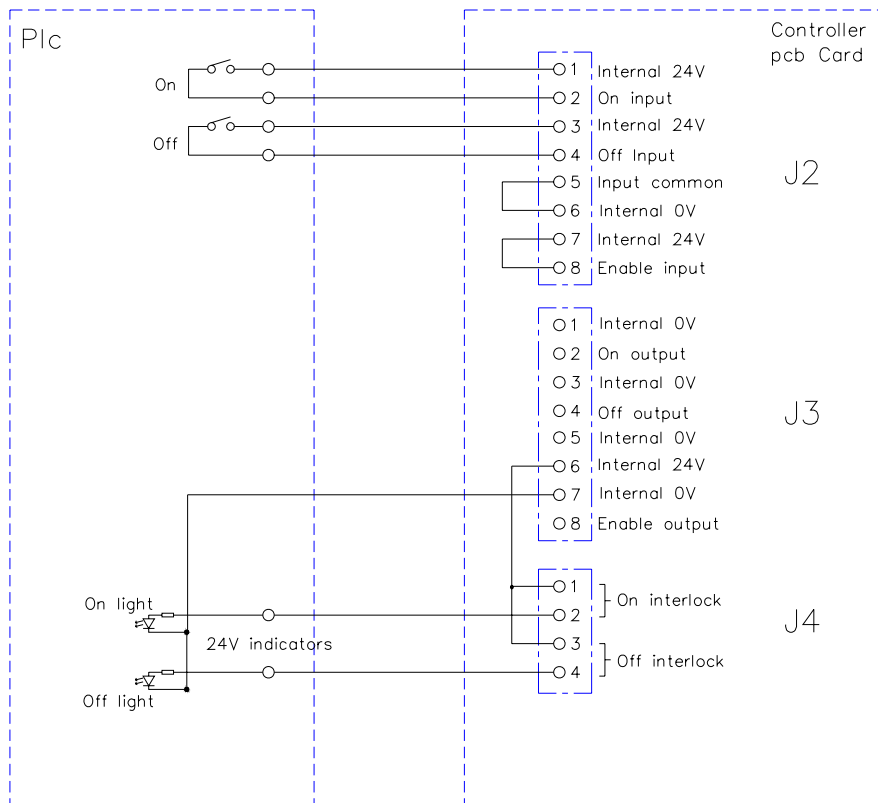 Plc
Controller
pcb Card
On
Off
1 Internal 24V
2 On input
3 Internal 24V
4 Off Input
5 Input common
6 Internal 0V
7 Internal 24V
8 Enable input
J2
1 Internal 0V
2 On output
3 Internal 0V
4 Off output
5 Internal 0V
6 Internal 24V
7 Internal 0V
8 Enable output
J3
On light
24V indicators
Off light
1
2
On interlock
3
4
Off interlock
J4